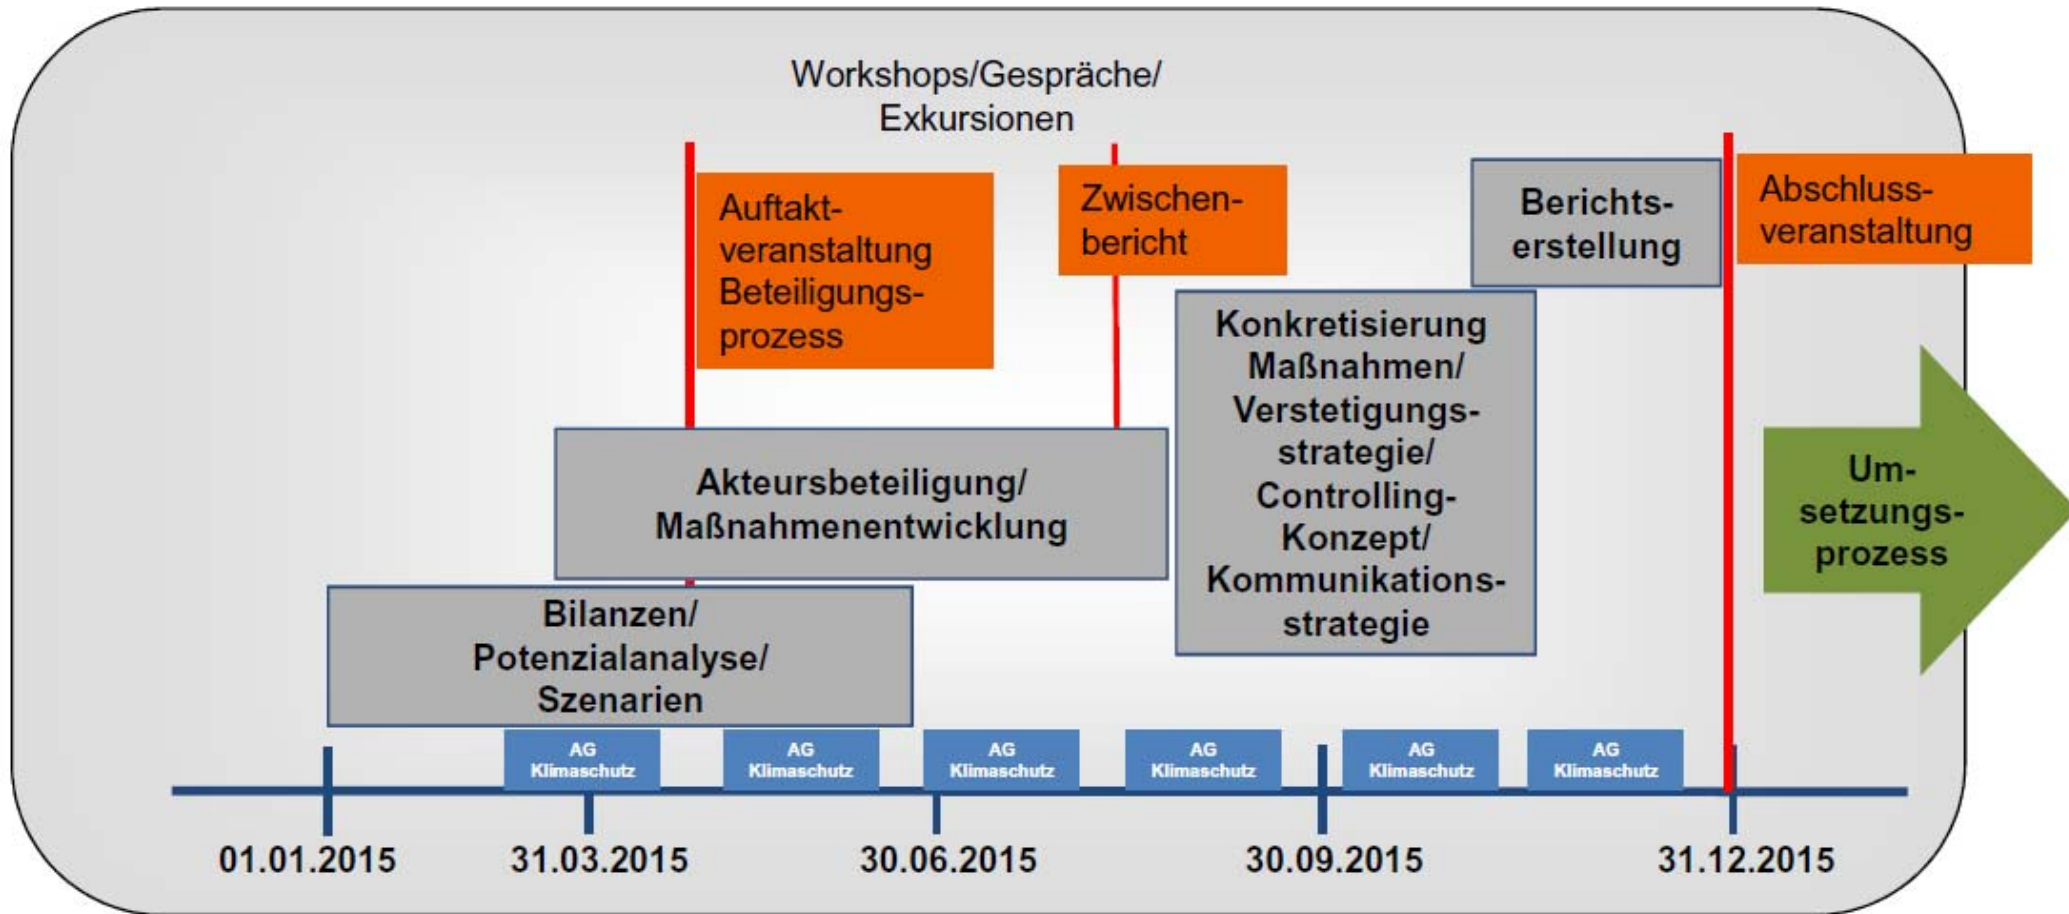 Workshops/Gespräche/
Exkursionen
Auftakt-
veranstaltung
Beteiligungs-
prozess
Zwischen-
bericht
Berichts-
erstellung
Abschluss-
veranstaltung
Konkretisierung
Maßnahmen/
Verstetigungs-
strategie/
Controlling-
Konzept/
Kommunikations-
strategie
Akteursbeteiligung/
Maßnahmenentwicklung
Um-
setzungs-
prozess
Bilanzen/
Potenzialanalyse/
Szenarien
AG
Klimaschutz
AG
Klimaschutz
AG
Klimaschutz
AG
Klimaschutz
AG
Klimaschutz
AG
Klimaschutz
01.01.2015
31.03.2015
30.06.2015
30.09.2015
31.12.2015